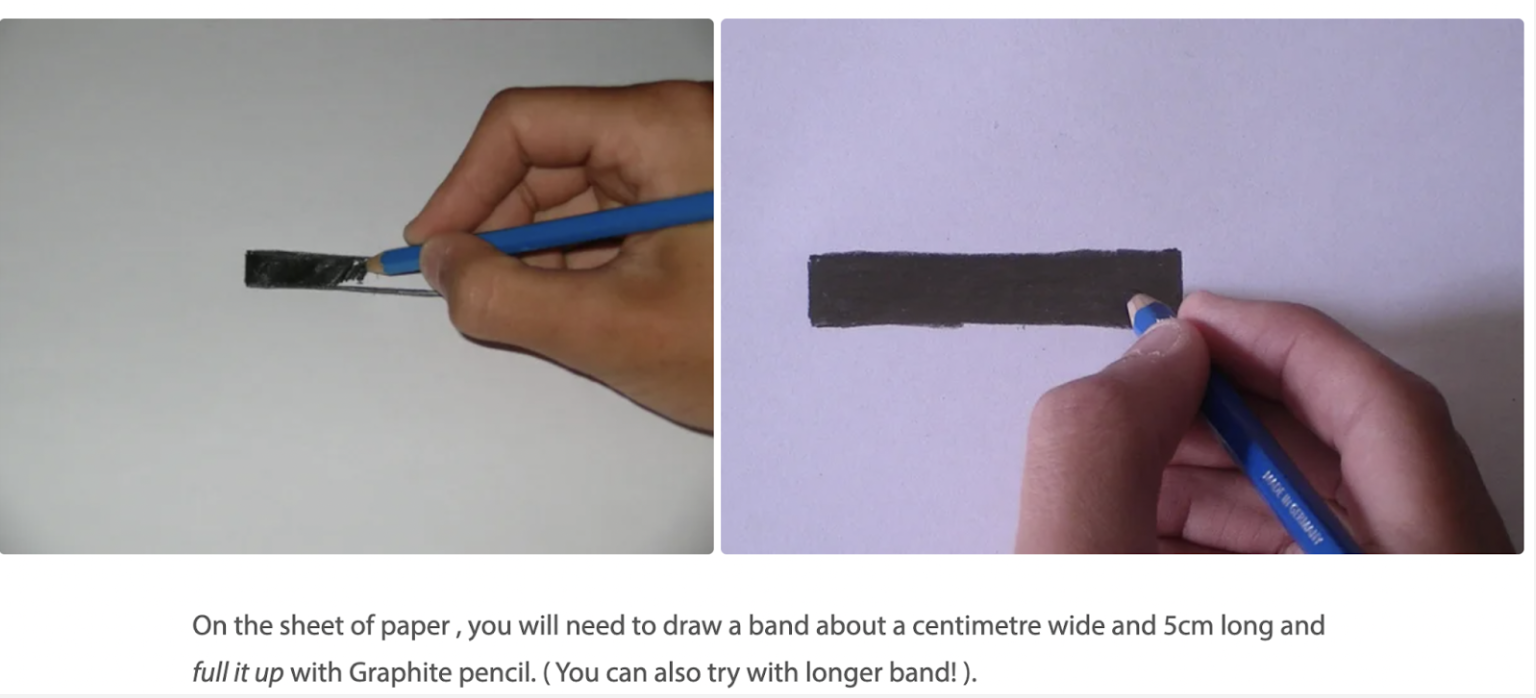 MADE IN GERMANY
On the sheet of paper , you will need to draw a band about a centimetre wide and 5cm long and
full it up with Graphite pencil. ( You can also try with longer band! ).